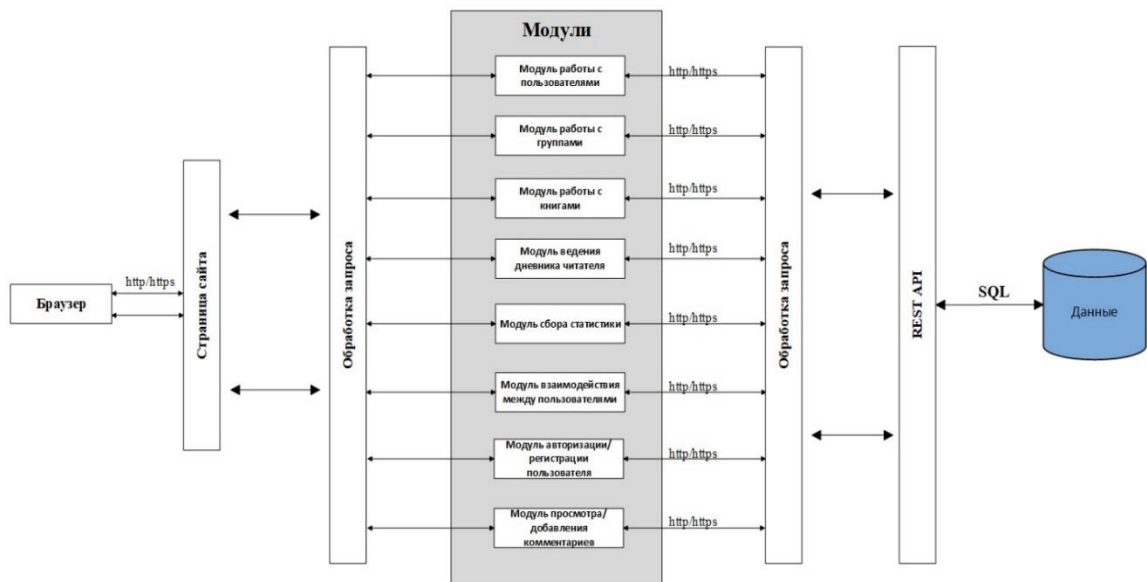 Модули
Модуль работы с
пользователями
http/https
Модуль работы с
группами
http/https
Модуль работы с
книгами
http/https
Модуль ведения
дневника читателя
http/https
Модуль сбора статистики
http/https
Модуль взаимодействия
между пользователями
http/https
Модуль авторизации/
регистрации
пользователя
http/https
Модуль просмотра/
добавления
комментариев
http/https
Браузер
http/https
Страница сайта
Обработка запроса
Обработка запроса
REST API
SQL
Данные